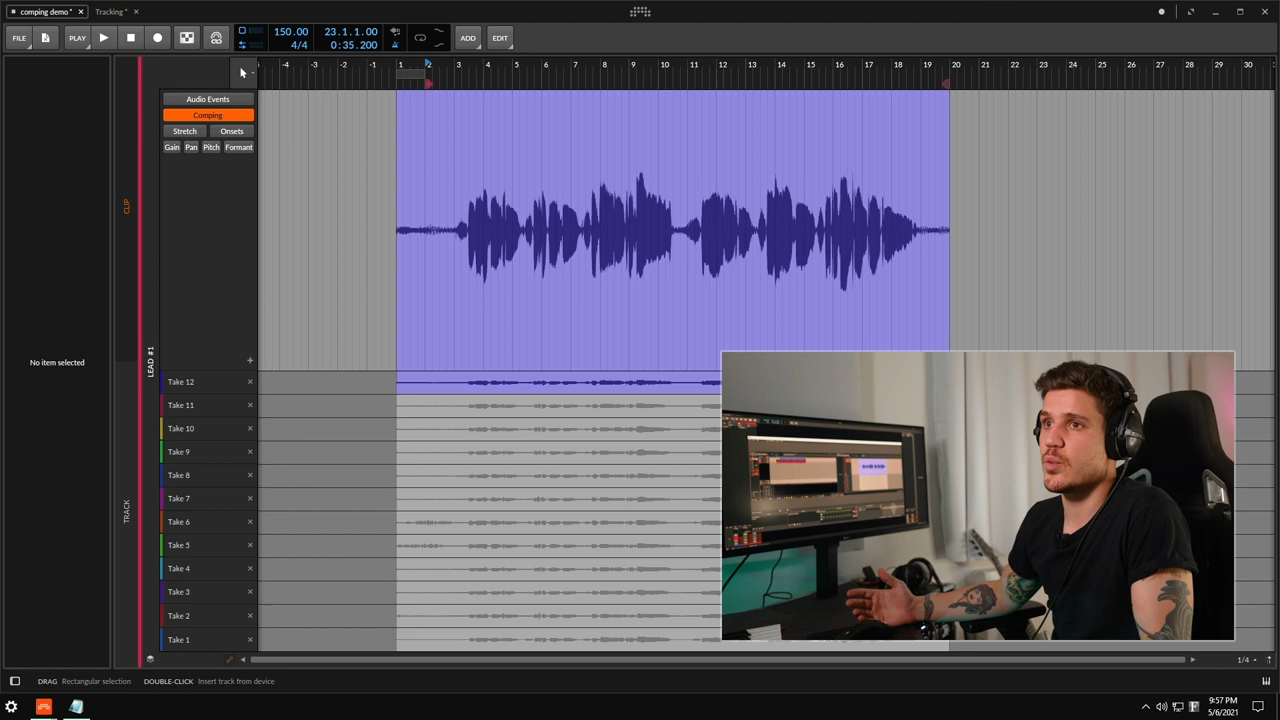 comping demo *
Tracking *
FILE
PLAY
150.00
4/4
23.1.1.00
0:35.200
ADD
EDIT
-4 -3 -2 -1 1 2 3 4 5 6 7 8 9 10 11 12 13 14 15 16 17 18 19 20 21 22 23 24 25 26 27 28 29 30
Audio Events
Comping
Stretch Onsets
Gain Pan Pitch Formant
CLIP
No item selected
LEAD #1
TRACK
Take 12
Take 11
Take 10
Take 9
Take 8
Take 7
Take 6
Take 5
Take 4
Take 3
Take 2
Take 1
1/4
DRAG Rectangular selection DOUBLE-CLICK Insert track from device
9:57 PM
5/6/2021